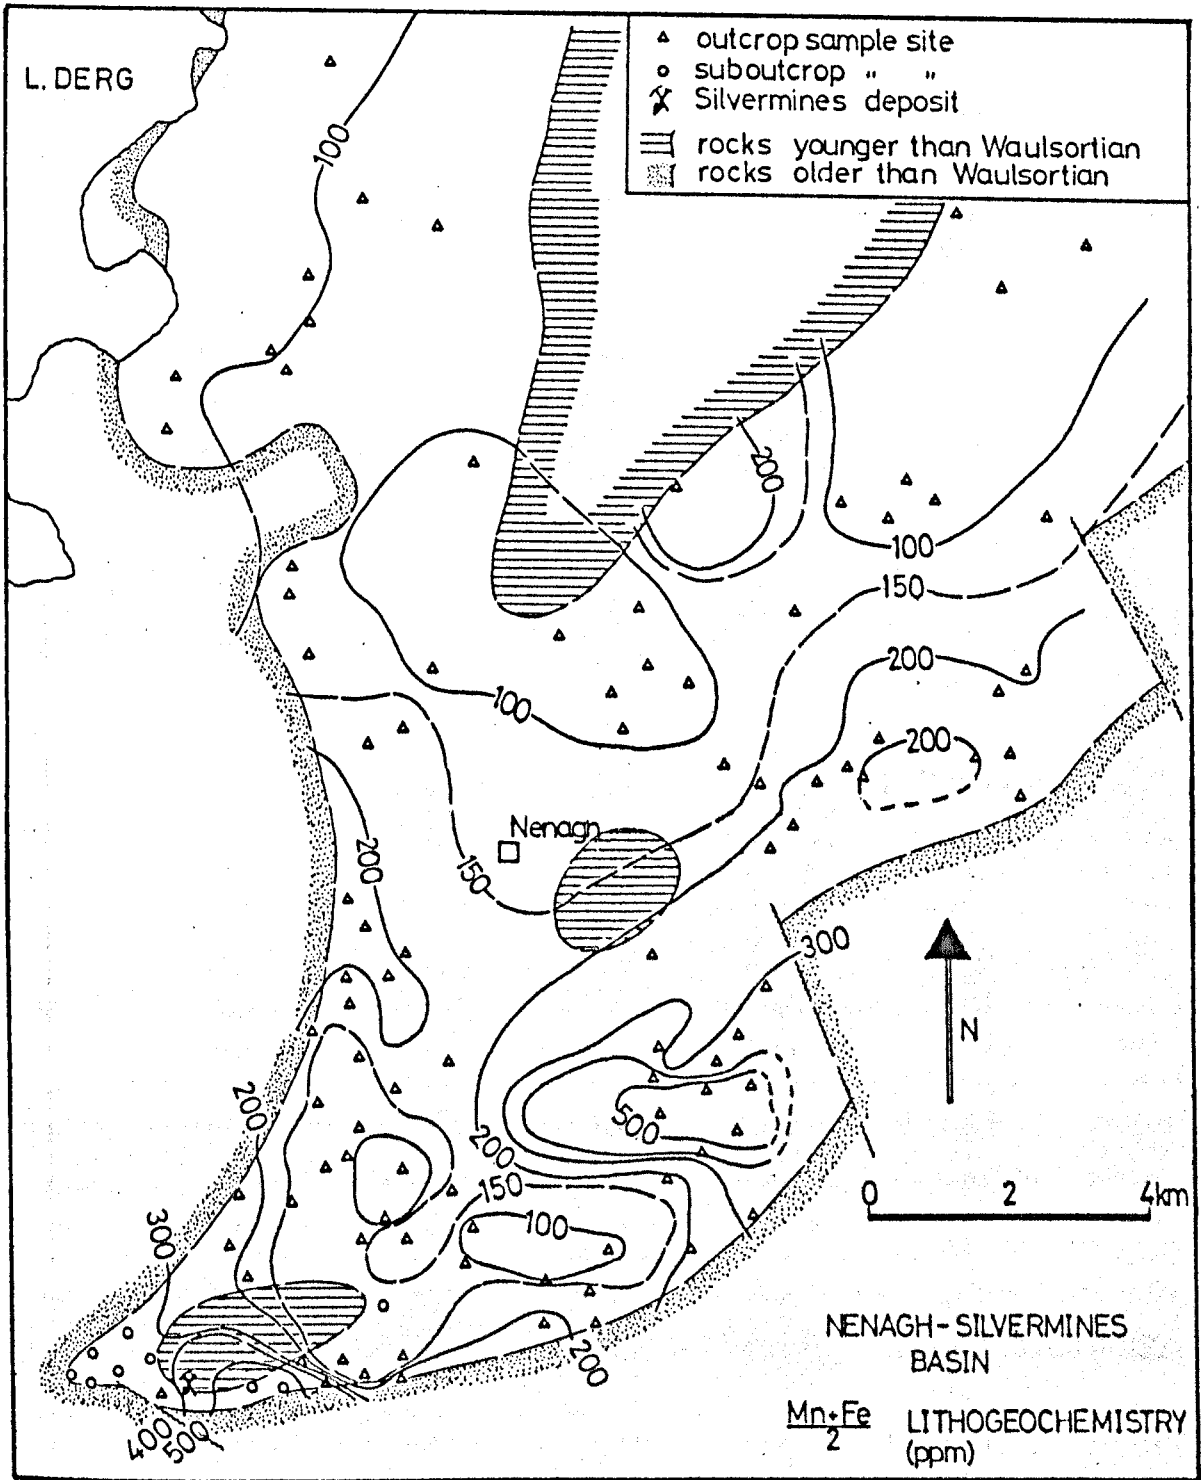 L. DERG
outcrop sample site
suboutcrop " "
Silvermines deposit
rocks younger than Waulsortian
rocks older than Waulsortian
100
200
100
150
200
100
200
Nenagh
200
150
300
200
500
200
150
300
100
200
400
500
N
0 2 4km
NENAGH-SILVERMINES
BASIN
Mn+Fe
2
LITHOGEOCHEMISTRY
(ppm)